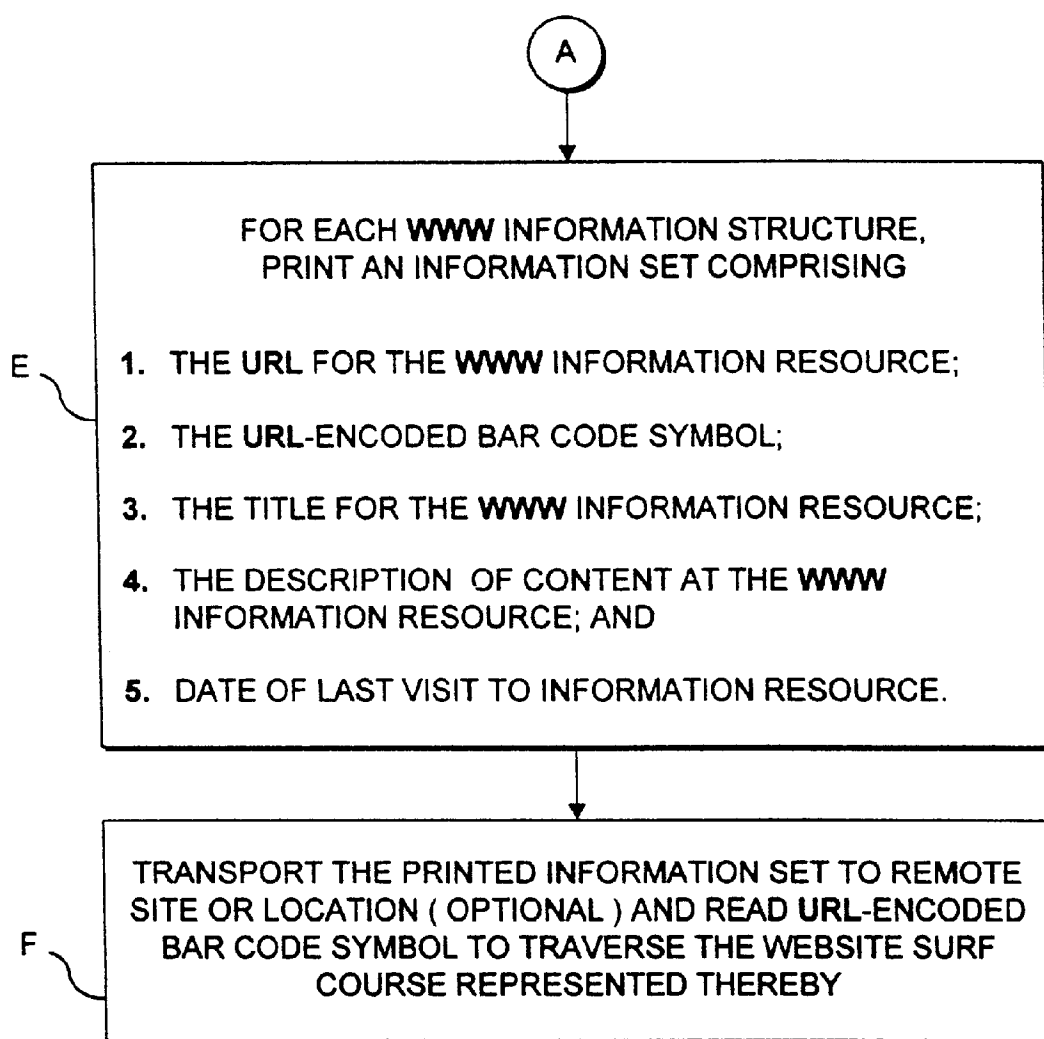 A
FOR EACH WWW INFORMATION STRUCTURE,
PRINT AN INFORMATION SET COMPRISING
E
1. THE URL FOR THE WWW INFORMATION RESOURCE;
2. THE URL-ENCODED BAR CODE SYMBOL;
3. THE TITLE FOR THE WWW INFORMATION RESOURCE;
4. THE DESCRIPTION OF CONTENT AT THE WWW
INFORMATION RESOURCE; AND
5. DATE OF LAST VISIT TO INFORMATION RESOURCE.
TRANSPORT THE PRINTED INFORMATION SET TO REMOTE
SITE OR LOCATION ( OPTIONAL ) AND READ URL-ENCODED
F
BAR CODE SYMBOL TO TRAVERSE THE WEBSITE SURF
COURSE REPRESENTED THEREBY